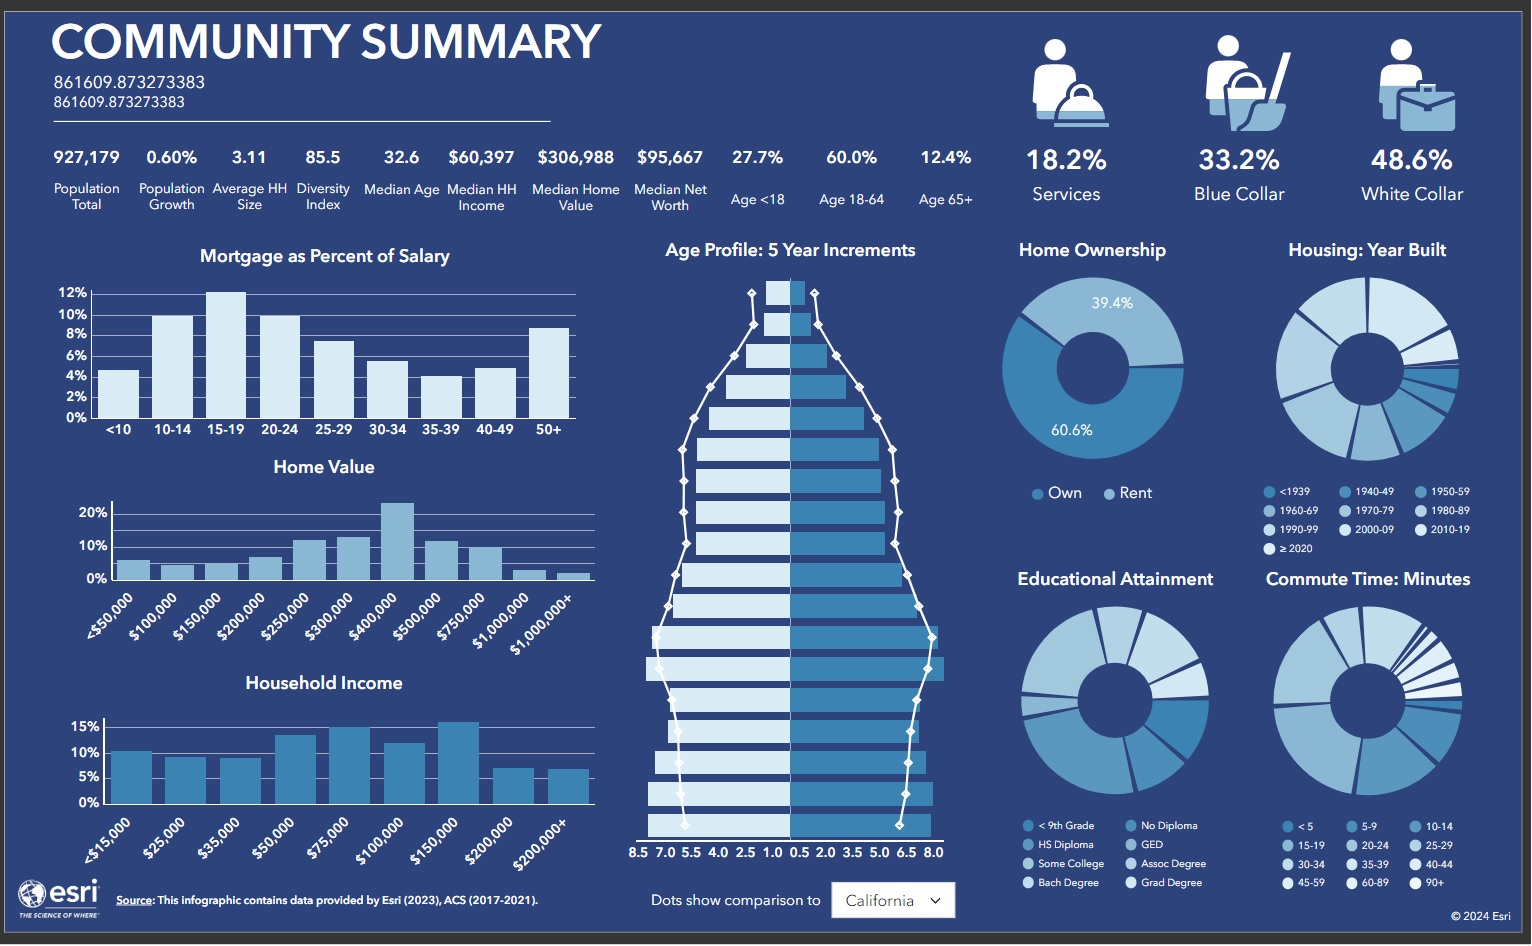 COMMUNITY SUMMARY
861609.873273383
861609.873273383
927,179
Population
Total
0.60%
Population
Growth
3.11
Average HH
Size
85.5
Diversity
Index
32.6
Median Age
$60,397
Median HH
Income
$306,988
Median Home
Value
$95,667
Median Net
Worth
27.7%
Age <18
60.0%
Age 18-64
12.4%
Age 65+
18.2%
Services
33.2%
Blue Collar
48.6%
White Collar
Mortgage as Percent of Salary
12%
10%
8%
6%
4%
2%
0%
<10 10-14 15-19 20-24 25-29 30-34 35-39 40-49 50+
Home Value
20%
10%
0%
<$50,000 $100,000 $150,000 $200,000 $250,000 $300,000 $400,000 $500,000 $750,000 $1,000,000 $1,000,000+
Household Income
15%
10%
5%
0%
<$15,000 $25,000 $35,000 $50,000 $75,000 $100,000 $150,000 $200,000 $200,000+
Age Profile: 5 Year Increments
8.5 7.0 5.5 4.0 2.5 1.0 0.5 2.0 3.5 5.0 6.5 8.0
Dots show comparison to California
Home Ownership
39.4%
60.6%
Own Rent
Housing: Year Built
<1939 1940-49 1950-59
1960-69 1970-79 1980-89
1990-99 2000-09 2010-19
≥ 2020
Educational Attainment
< 9th Grade No Diploma
HS Diploma GED
Some College Assoc Degree
Bach Degree Grad Degree
Commute Time: Minutes
< 5 5-9 10-14
15-19 20-24 25-29
30-34 35-39 40-44
45-59 60-89 90+
esri
THE SCIENCE OF WHERE®
Source: This infographic contains data provided by Esri (2023), ACS (2017-2021).
© 2024 Esri